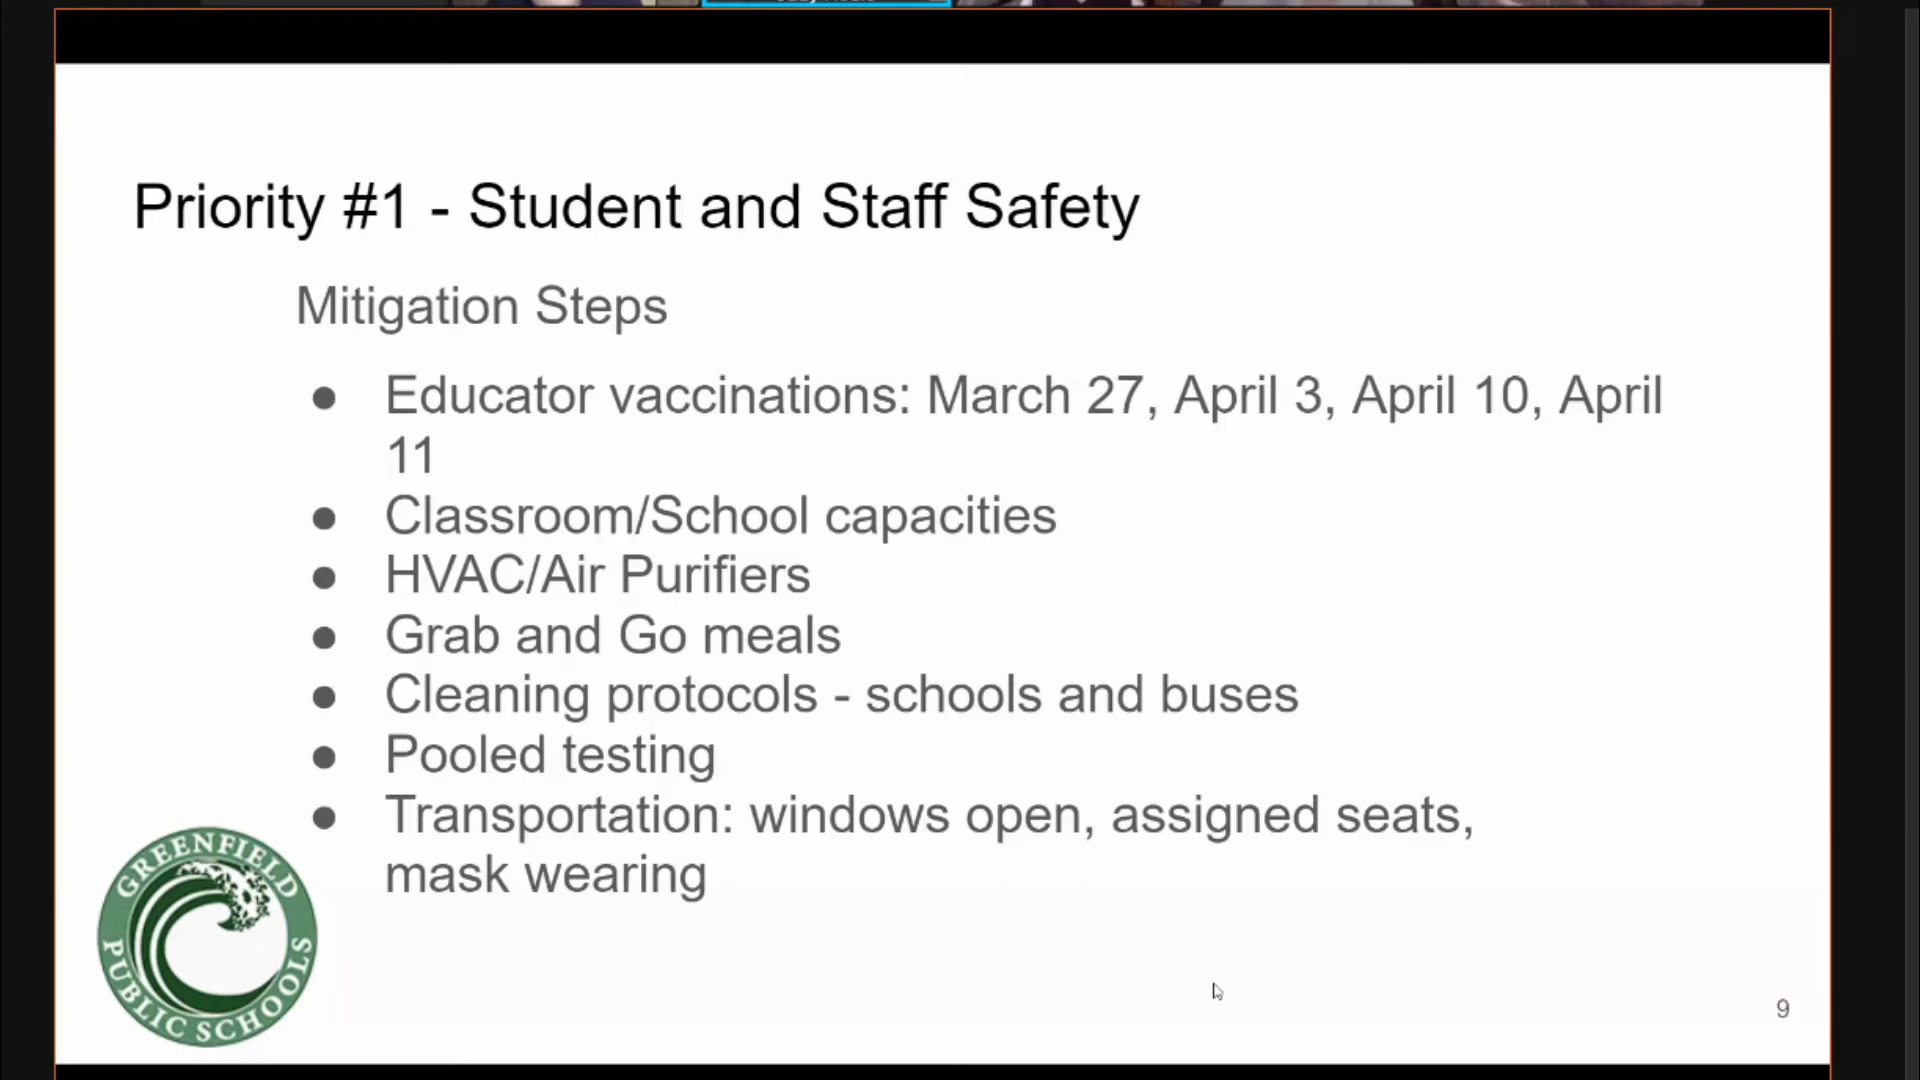 Priority #1 - Student and Staff Safety
Mitigation Steps
● Educator vaccinations: March 27, April 3, April 10, April
11
● Classroom/School capacities
● HVAC/Air Purifiers
● Grab and Go meals
● Cleaning protocols - schools and buses
● Pooled testing
● Transportation: windows open, assigned seats,
mask wearing
GREENFIELD
PUBLIC SCHOOLS
9